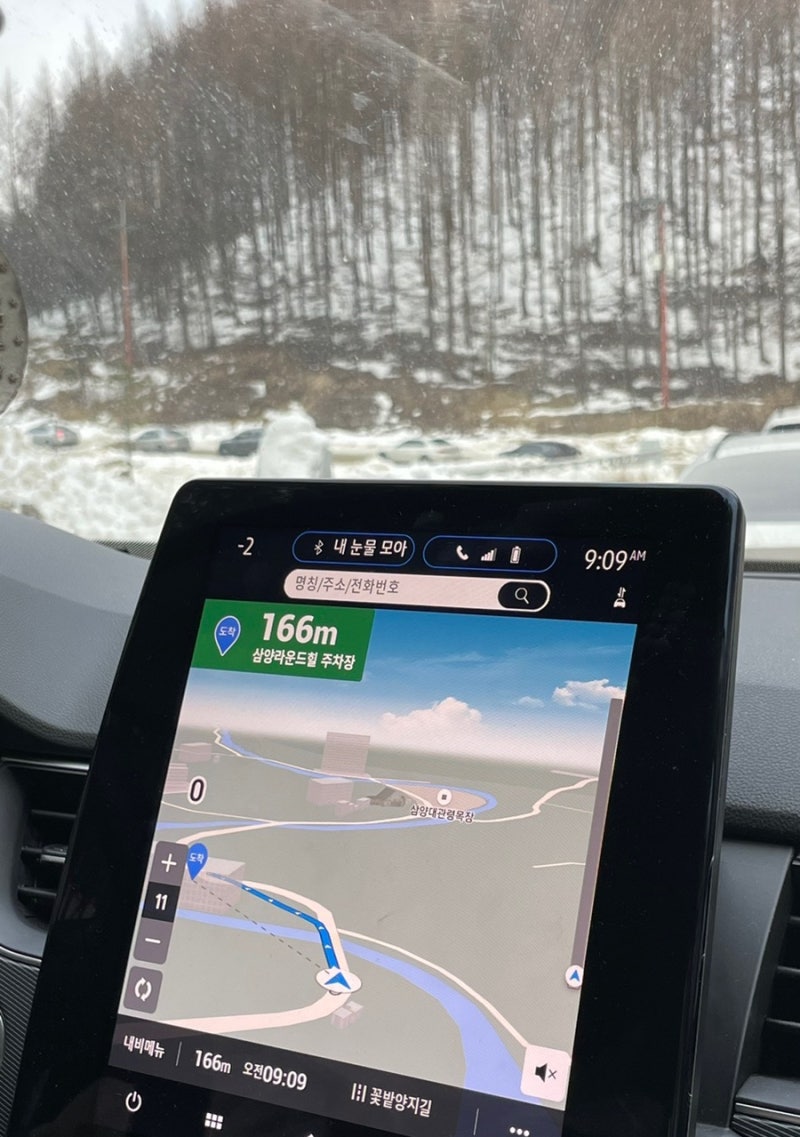 -2
내 눈물 모아
9:09 AM
명칭/주소/전화번호
도착
166m
삼양라운드힐 주차장
0
삼양대관령목장
도착
+
11
−
내비메뉴
166m
오전09:09
꽃밭양지길